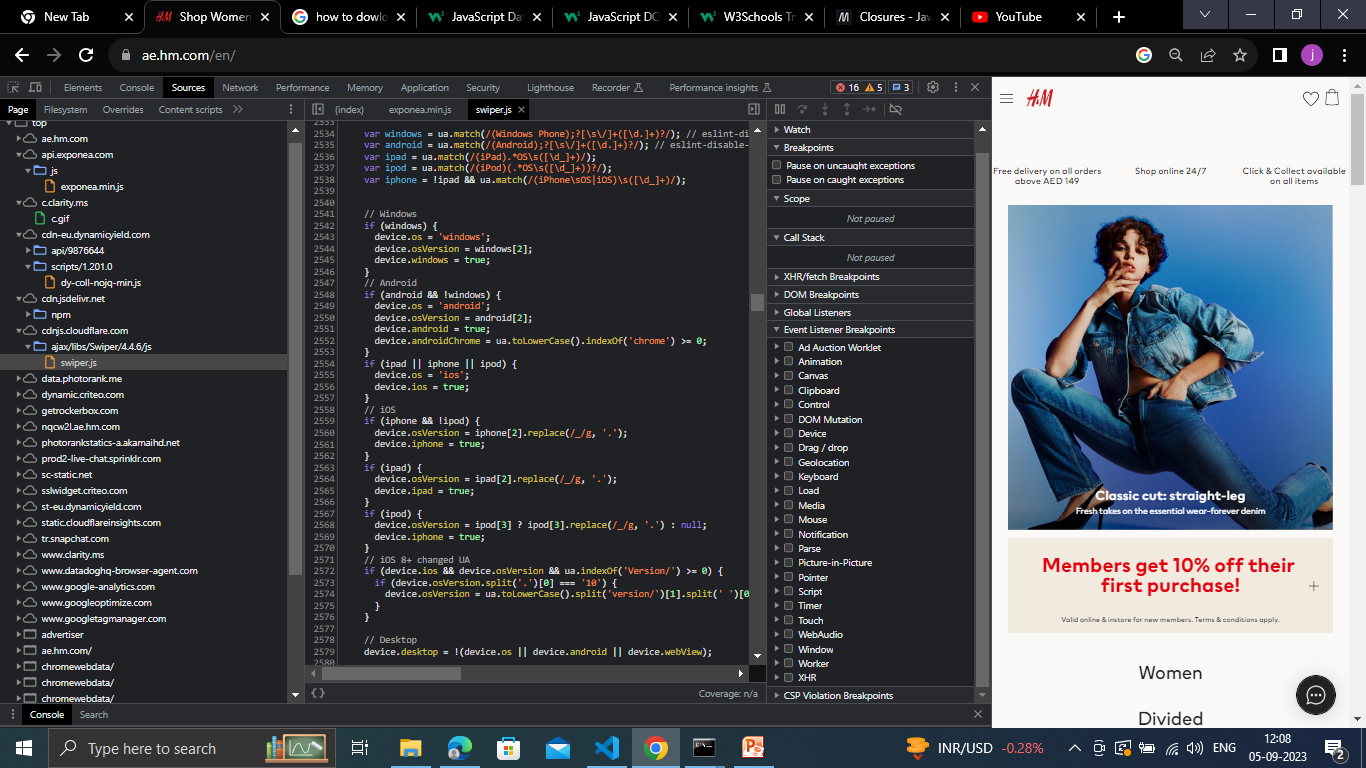 New Tab
Shop Women
how to dowlo
JavaScript Dat
JavaScript DO
W3Schools Tr
Closures - Jav
YouTube
ae.hm.com/en/
j
Elements Console Sources Network Performance Memory Application Security Lighthouse Recorder Performance insights 16 5 3
Page Filesystem Overrides Content scripts
(index) exponea.min.js swiper.js
top
ae.hm.com
api.exponea.com
js
exponea.min.js
c.clarity.ms
c.gif
cdn-eu.dynamicyield.com
api/9876644
scripts/1.201.0
dy-coll-nojq-min.js
cdn.jsdelivr.net
npm
cdnjs.cloudflare.com
ajax/libs/Swiper/4.4.6/js
swiper.js
data.photorank.me
dynamic.criteo.com
getrockerbox.com
nqcw2l.ae.hm.com
photorankstatics-a.akamaihd.net
prod2-live-chat.sprinklr.com
sc-static.net
sslwidget.criteo.com
st-eu.dynamicyield.com
static.cloudflareinsights.com
tr.snapchat.com
www.clarity.ms
www.datadoghq-browser-agent.com
www.google-analytics.com
www.googleoptimize.com
www.googletagmanager.com
advertiser
ae.hm.com/
chromewebdata/
chromewebdata/
chromewebdata/
2533
2534 var windows = ua.match(/(Windows Phone);?[\s\/]+([\d.]+)?/); // eslint-di
2535 var android = ua.match(/(Android);?[\s\/]+([\d.]+)?/); // eslint-disable-
2536 var ipad = ua.match(/(iPad).*OS\s([\d_]+)/);
2537 var ipod = ua.match(/(iPod)(.*OS\s([\d_]+))?/);
2538 var iphone = !ipad && ua.match(/(iPhone\sOS|iOS)\s([\d_]+)/);
2539
2540
2541 // Windows
2542 if (windows) {
2543 device.os = 'windows';
2544 device.osVersion = windows[2];
2545 device.windows = true;
2546 }
2547 // Android
2548 if (android && !windows) {
2549 device.os = 'android';
2550 device.osVersion = android[2];
2551 device.android = true;
2552 device.androidChrome = ua.toLowerCase().indexOf('chrome') >= 0;
2553 }
2554 if (ipad || iphone || ipod) {
2555 device.os = 'ios';
2556 device.ios = true;
2557 }
2558 // iOS
2559 if (iphone && !ipod) {
2560 device.osVersion = iphone[2].replace(/_/g, '.');
2561 device.iphone = true;
2562 }
2563 if (ipad) {
2564 device.osVersion = ipad[2].replace(/_/g, '.');
2565 device.ipad = true;
2566 }
2567 if (ipod) {
2568 device.osVersion = ipod[3] ? ipod[3].replace(/_/g, '.') : null;
2569 device.iphone = true;
2570 }
2571 // iOS 8+ changed UA
2572 if (device.ios && device.osVersion && ua.indexOf('Version/') >= 0) {
2573 if (device.osVersion.split('.')[0] === '10') {
2574 device.osVersion = ua.toLowerCase().split('version/')[1].split(' ')[0
2575 }
2576 }
2577
2578 // Desktop
2579 device.desktop = !(device.os || device.android || device.webView);
2580
{ } Coverage: n/a
Watch
Breakpoints
Pause on uncaught exceptions
Pause on caught exceptions
Scope
Not paused
Call Stack
Not paused
XHR/fetch Breakpoints
DOM Breakpoints
Global Listeners
Event Listener Breakpoints
Ad Auction Worklet
Animation
Canvas
Clipboard
Control
DOM Mutation
Device
Drag / drop
Geolocation
Keyboard
Load
Media
Mouse
Notification
Parse
Picture-in-Picture
Pointer
Script
Timer
Touch
WebAudio
Window
Worker
XHR
CSP Violation Breakpoints
Console Search
H&M
Free delivery on all orders above AED 149
Shop online 24/7
Click & Collect available on all items
Classic cut: straight-leg
Fresh takes on the essential wear-forever denim
Members get 10% off their
first purchase!
Valid online & instore for new members. Terms & conditions apply.
Women
Divided
Type here to search
INR/USD -0.28%
ENG
12:08
05-09-2023
2